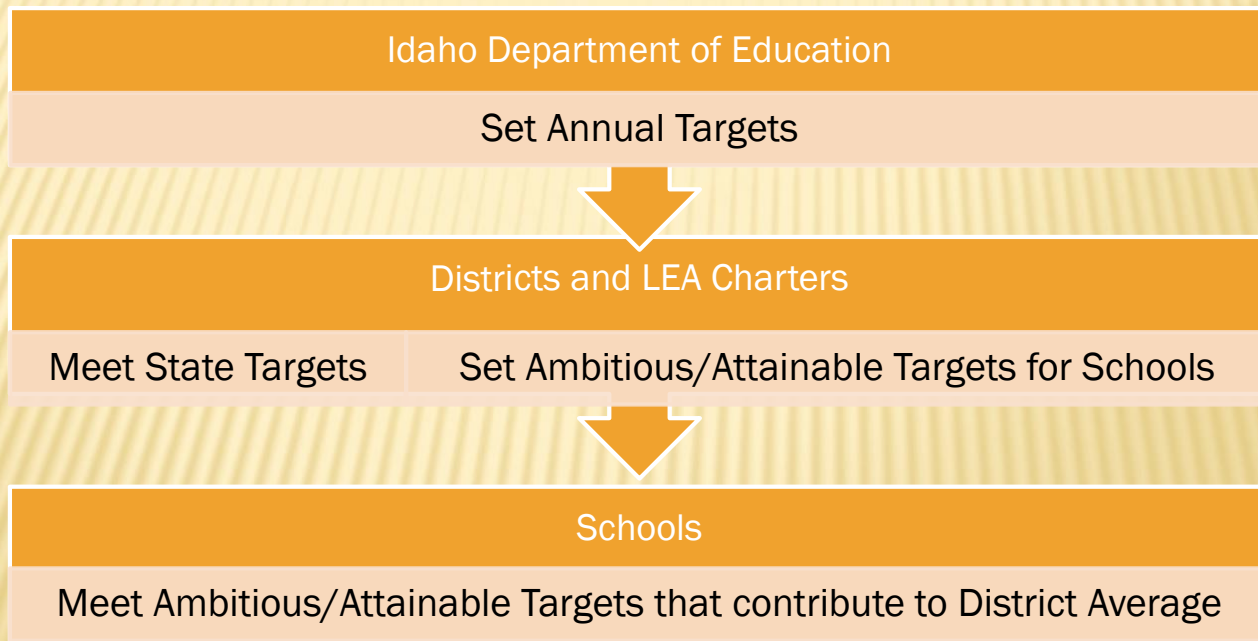 Idaho Department of Education
Set Annual Targets
Districts and LEA Charters
Meet State Targets
Set Ambitious/Attainable Targets for Schools
Schools
Meet Ambitious/Attainable Targets that contribute to District Average